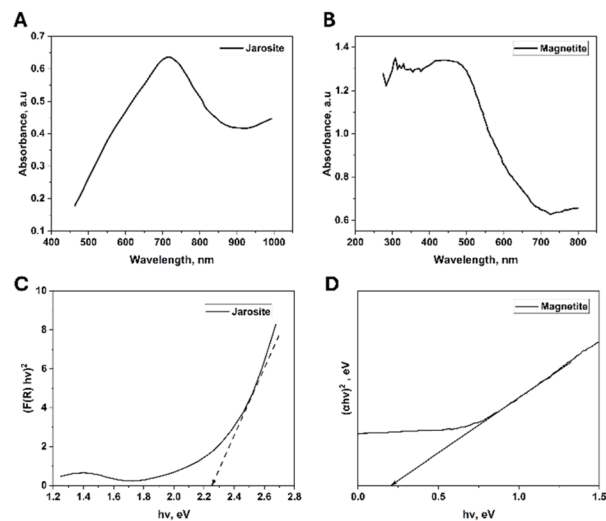 A
Jarosite
Absorbance, a.u
0.7
0.6
0.5
0.4
0.3
0.2
0.1
400 500 600 700 800 900 1000
Wavelength, nm
B
Magnetite
Absorbance, a.u
1.4
1.2
1.0
0.8
0.6
200 300 400 500 600 700 800
Wavelength, nm
C
Jarosite
(F(R) hν)²
10
8
6
4
2
0
1.2 1.4 1.6 1.8 2.0 2.2 2.4 2.6 2.8
hν, eV
D
Magnetite
(αhν)² , eV
0.0 0.5 1.0 1.5
hν, eV